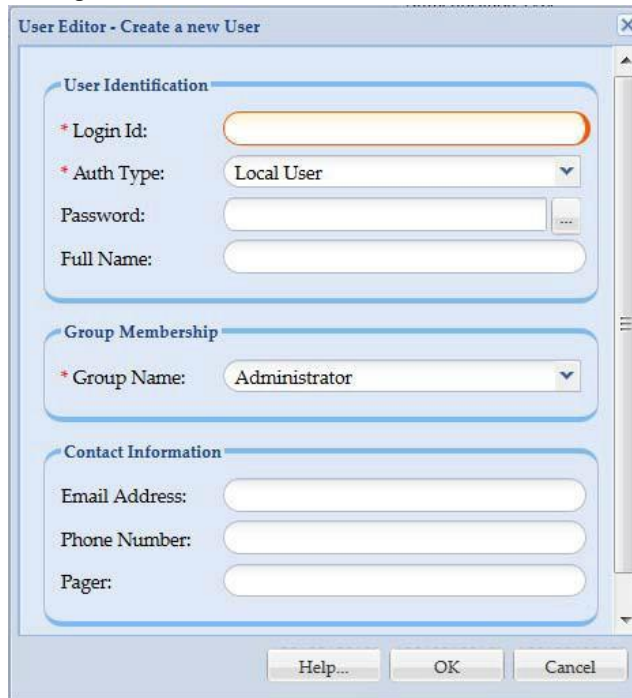 User Editor - Create a new User
User Identification
* Login Id:
* Auth Type: Local User
Password: ...
Full Name:
Group Membership
* Group Name: Administrator
Contact Information
Email Address:
Phone Number:
Pager:
Help... OK Cancel